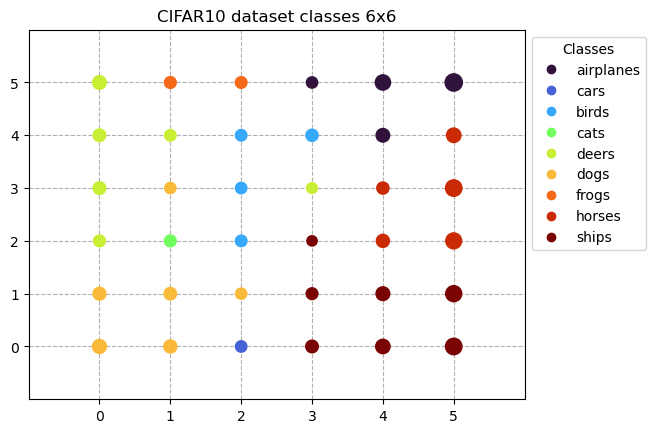 CIFAR10 dataset classes 6x6
5
4
3
2
1
0
0 1 2 3 4 5
Classes
airplanes
cars
birds
cats
deers
dogs
frogs
horses
ships